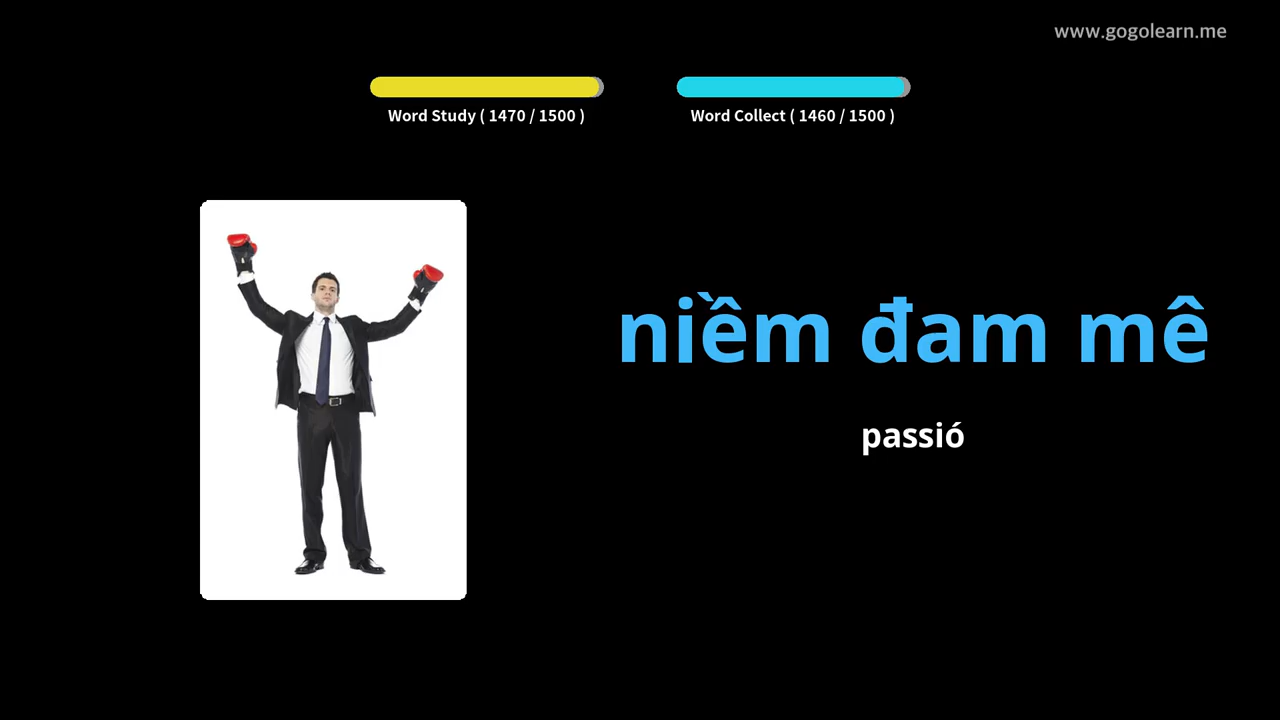 www.gogolearn.me
Word Study ( 1470 / 1500 )
Word Collect ( 1460 / 1500 )
niềm đam mê
passió